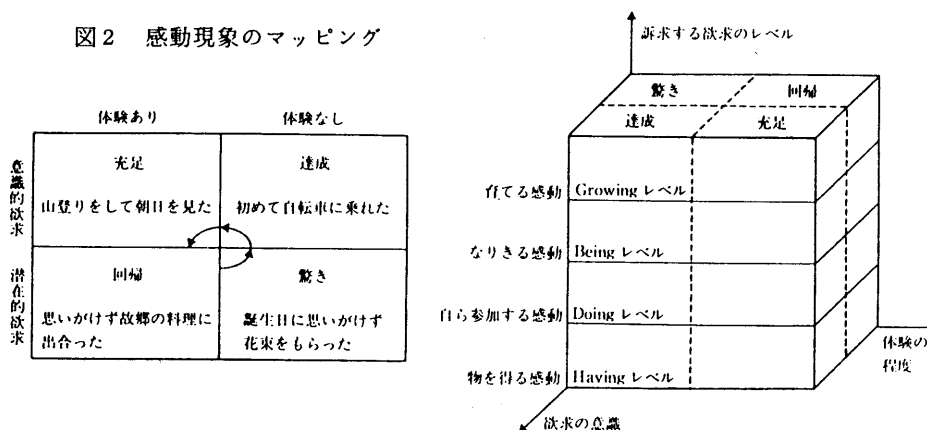 図2 感動現象のマッピング
体験あり
体験なし
意識的欲求
充足
山登りをして朝日を見た
達成
初めて自転車に乗れた
潜在的欲求
回帰
思いがけず故郷の料理に
出合った
驚き
誕生日に思いがけず
花束をもらった
訴求する欲求のレベル
驚き
回帰
達成
充足
育てる感動
Growing レベル
なりきる感動
Being レベル
自ら参加する感動
Doing レベル
物を得る感動
Having レベル
体験の
程度
欲求の意識